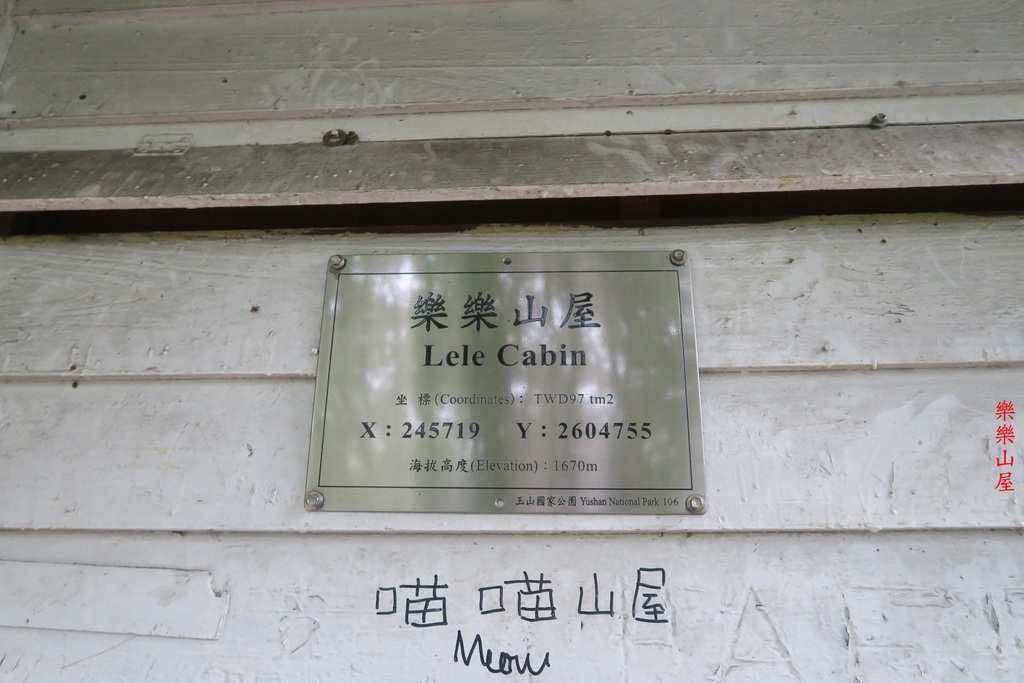 樂樂山屋
Lele Cabin
坐 標(Coordinates)：TWD97 tm2
X：245719 Y：2604755
海拔高度(Elevation)：1670m
玉山國家公園 Yushan National Park 106
樂樂山屋
喵喵山屋
Meow